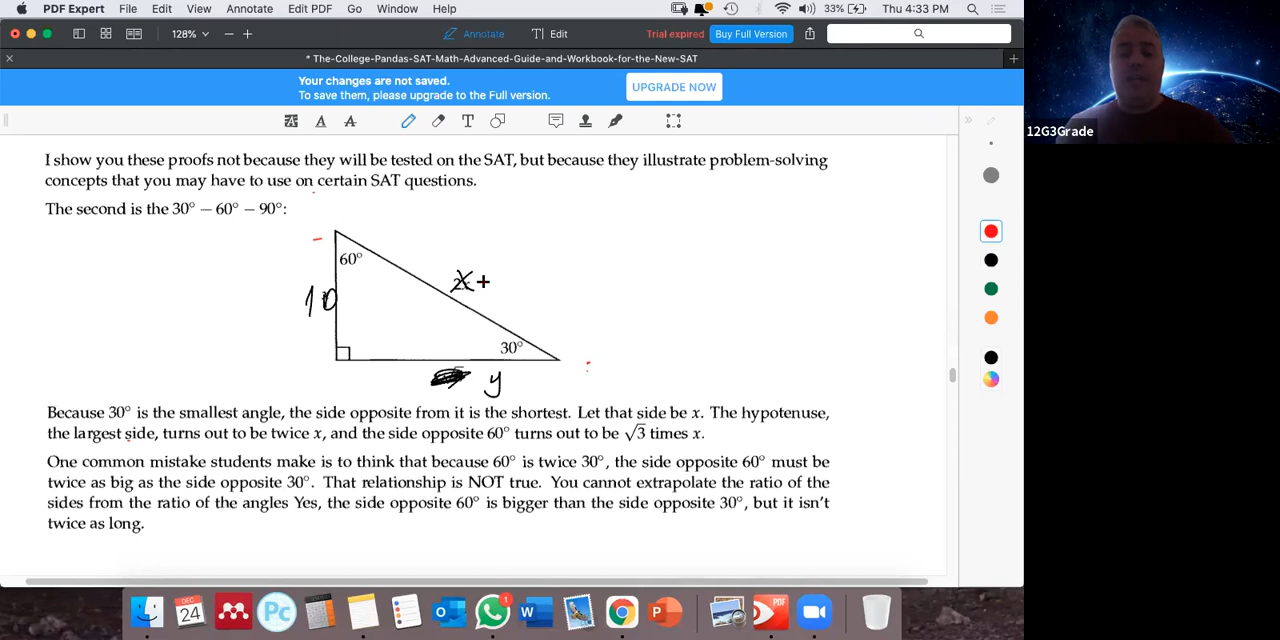 PDF Expert File Edit View Annotate Edit PDF Go Window Help 33% Thu 4:33 PM
128% Annotate Edit Trial expired Buy Full Version
* The-College-Pandas-SAT-Math-Advanced-Guide-and-Workbook-for-the-New-SAT
Your changes are not saved.
To save them, please upgrade to the Full version.
UPGRADE NOW
12G3Grade
I show you these proofs not because they will be tested on the SAT, but because they illustrate problem-solving
concepts that you may have to use on certain SAT questions.
The second is the 30° − 60° − 90°:
60°
x
10
30°
y
Because 30° is the smallest angle, the side opposite from it is the shortest. Let that side be x. The hypotenuse,
the largest side, turns out to be twice x, and the side opposite 60° turns out to be √3 times x.
One common mistake students make is to think that because 60° is twice 30°, the side opposite 60° must be
twice as big as the side opposite 30°. That relationship is NOT true. You cannot extrapolate the ratio of the
sides from the ratio of the angles Yes, the side opposite 60° is bigger than the side opposite 30°, but it isn't
twice as long.
DEC
24
Pc
1
W
P
PDF